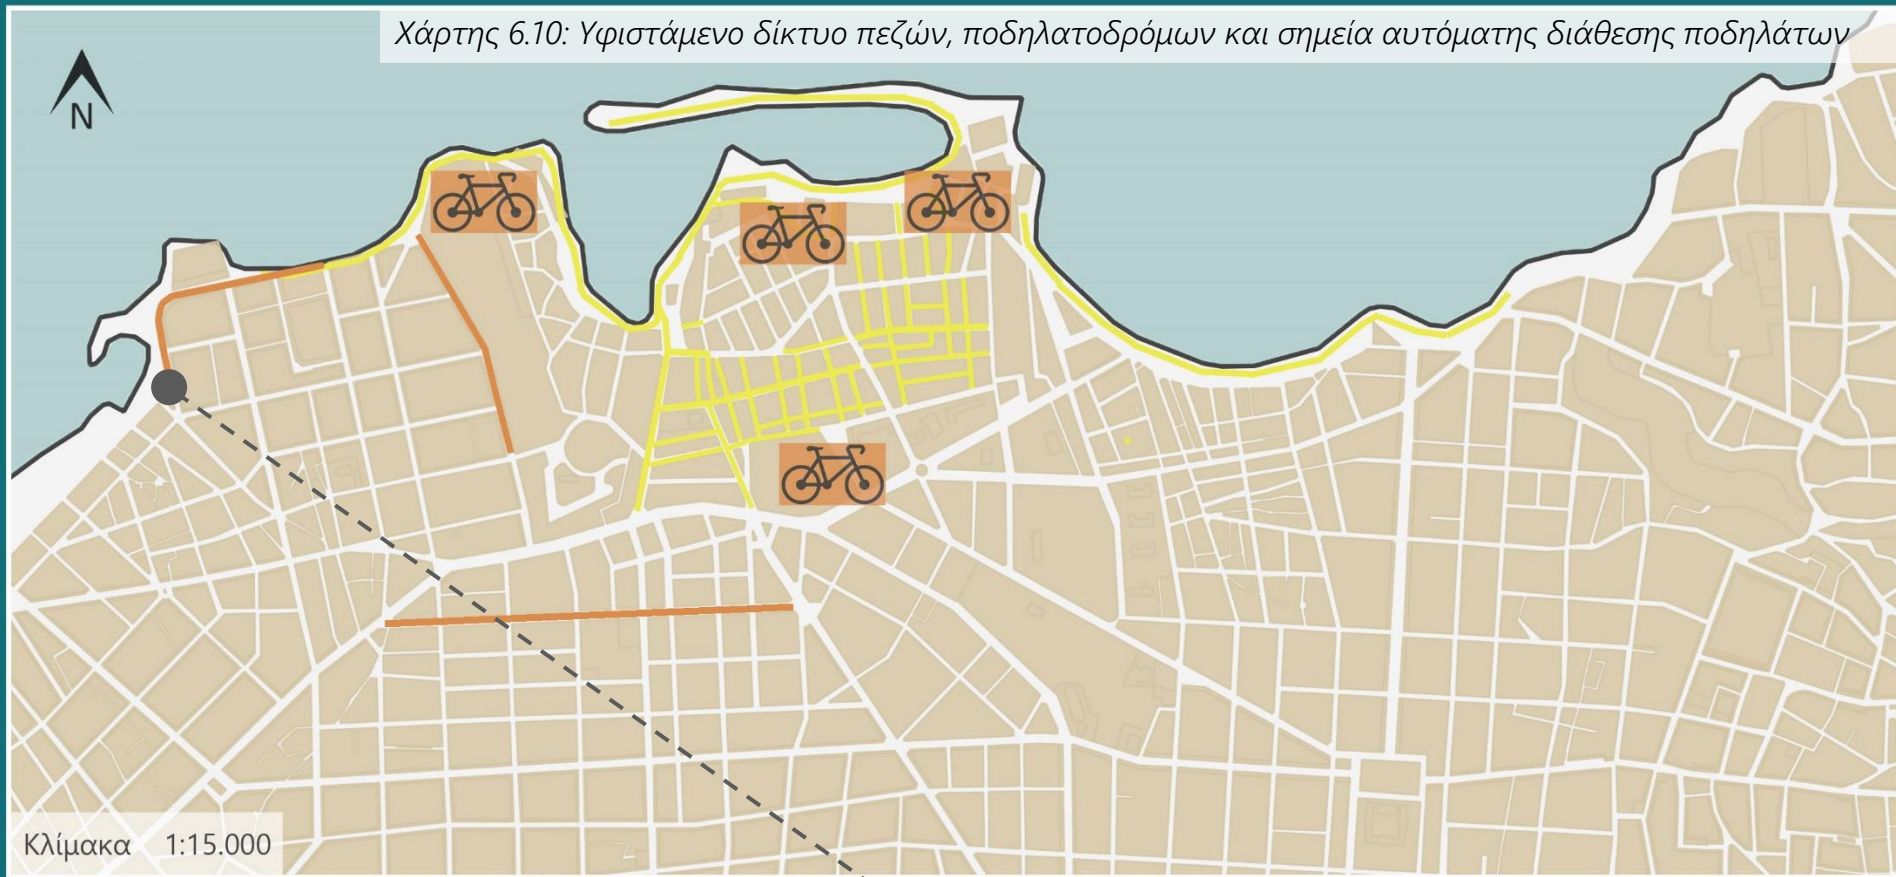 Χάρτης 6.10: Υφιστάμενο δίκτυο πεζών, ποδηλατοδρόμων και σημεία αυτόματης διάθεσης ποδηλάτων
N
Κλίμακα 1:15.000